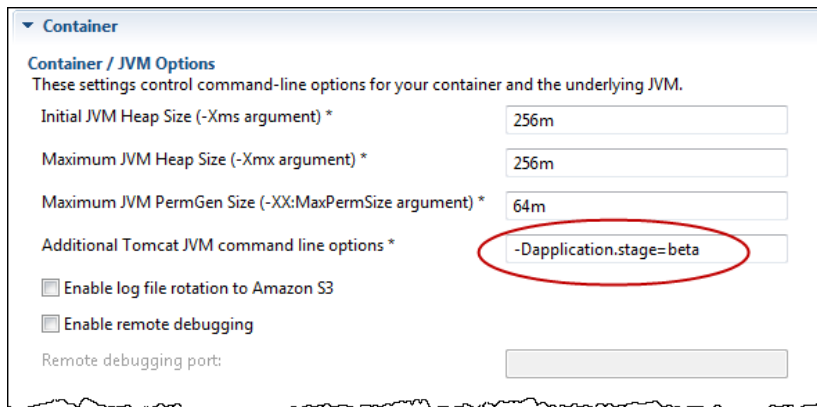 Container
Container / JVM Options
These settings control command-line options for your container and the underlying JVM.
Initial JVM Heap Size (-Xms argument) * 256m
Maximum JVM Heap Size (-Xmx argument) * 256m
Maximum JVM PermGen Size (-XX:MaxPermSize argument) * 64m
Additional Tomcat JVM command line options * -Dapplication.stage=beta
Enable log file rotation to Amazon S3
Enable remote debugging
Remote debugging port: